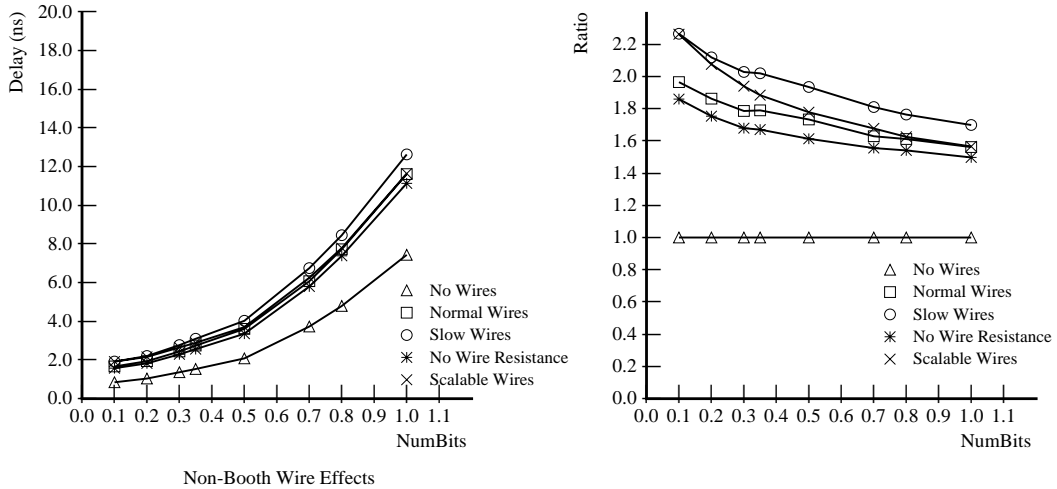 Delay (ns)
20.0
18.0
16.0
14.0
12.0
10.0
8.0
6.0
4.0
2.0
0.0
0.0 0.1 0.2 0.3 0.4 0.5 0.6 0.7 0.8 0.9 1.0 1.1
NumBits
No Wires
Normal Wires
Slow Wires
No Wire Resistance
Scalable Wires
Non-Booth Wire Effects
Ratio
2.2
2.0
1.8
1.6
1.4
1.2
1.0
0.8
0.6
0.4
0.2
0.0
0.0 0.1 0.2 0.3 0.4 0.5 0.6 0.7 0.8 0.9 1.0 1.1
NumBits
No Wires
Normal Wires
Slow Wires
No Wire Resistance
Scalable Wires